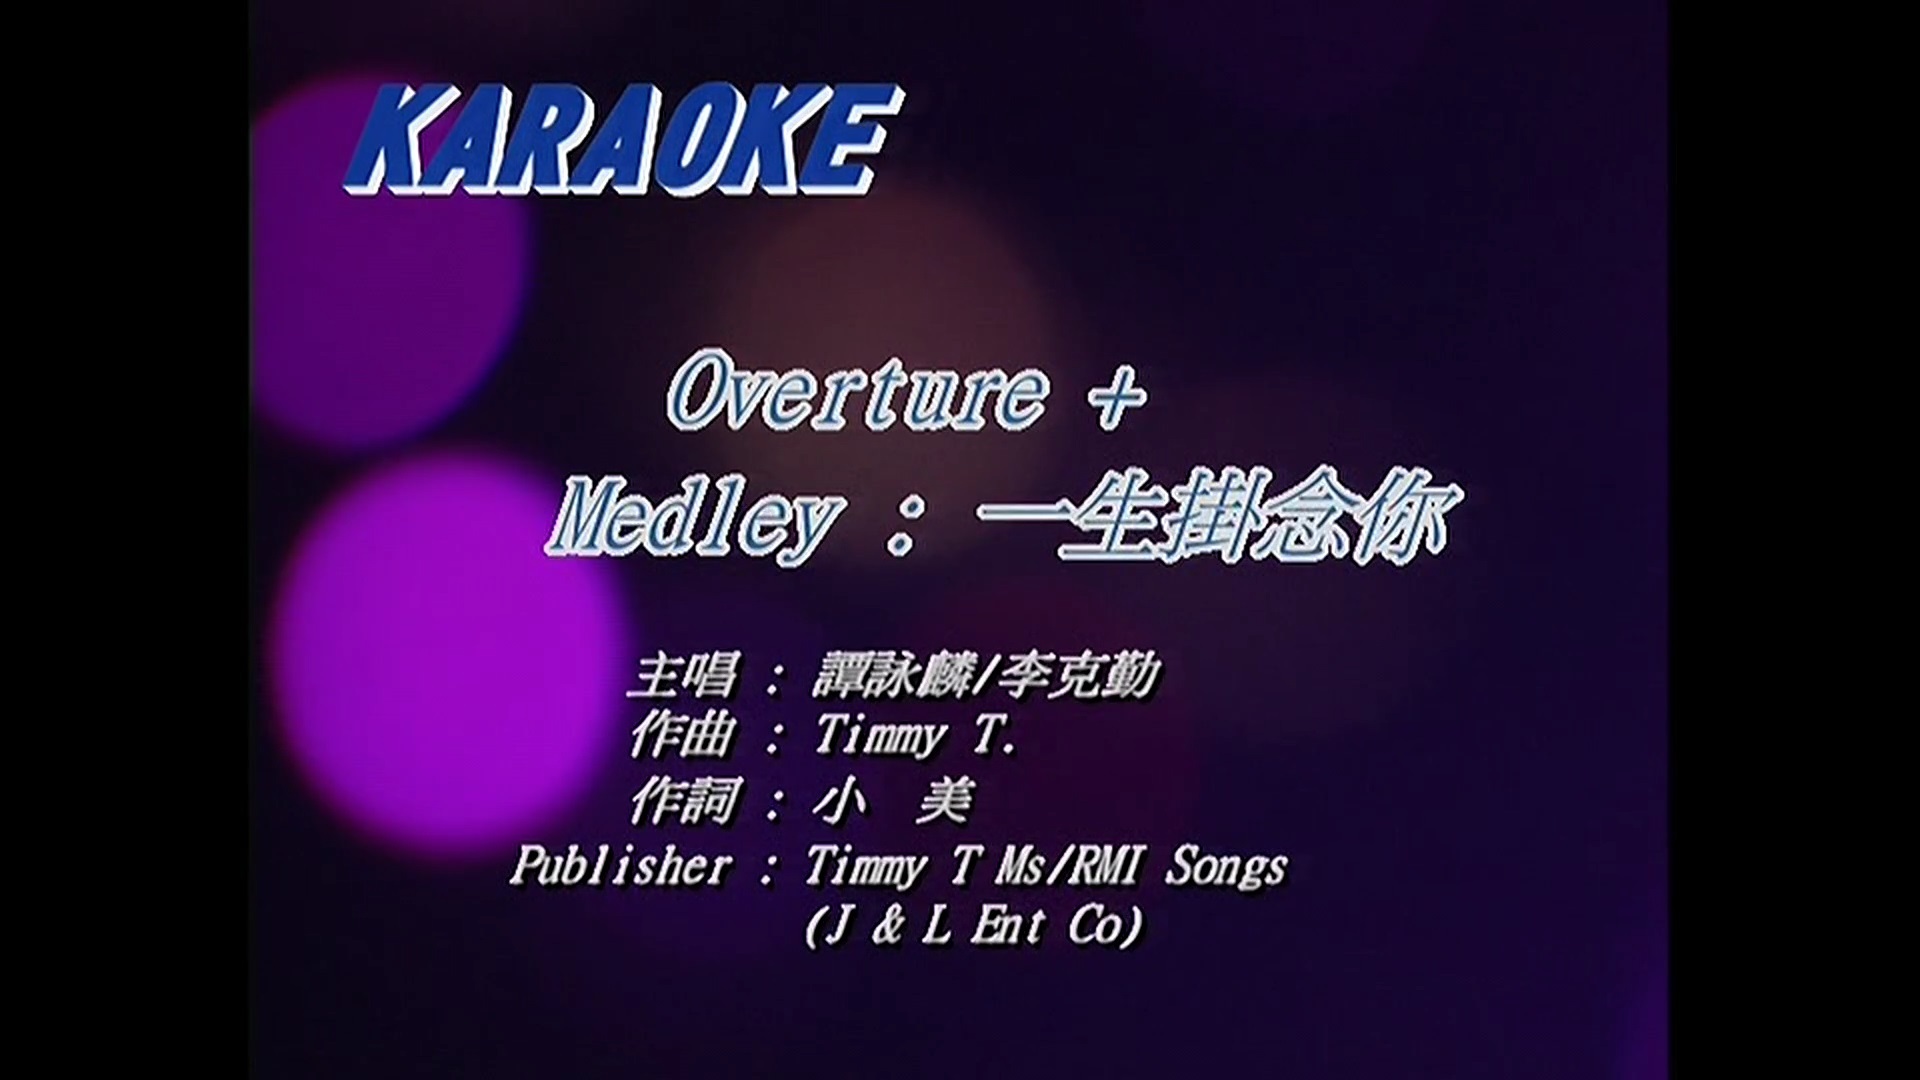 KARAOKE
Overture +
Medley : 一生掛念你
主唱 : 譚詠麟/李克勤
作曲 : Timmy T.
作詞 : 小　美
Publisher : Timmy T Ms/RMI Songs
(J & L Ent Co)